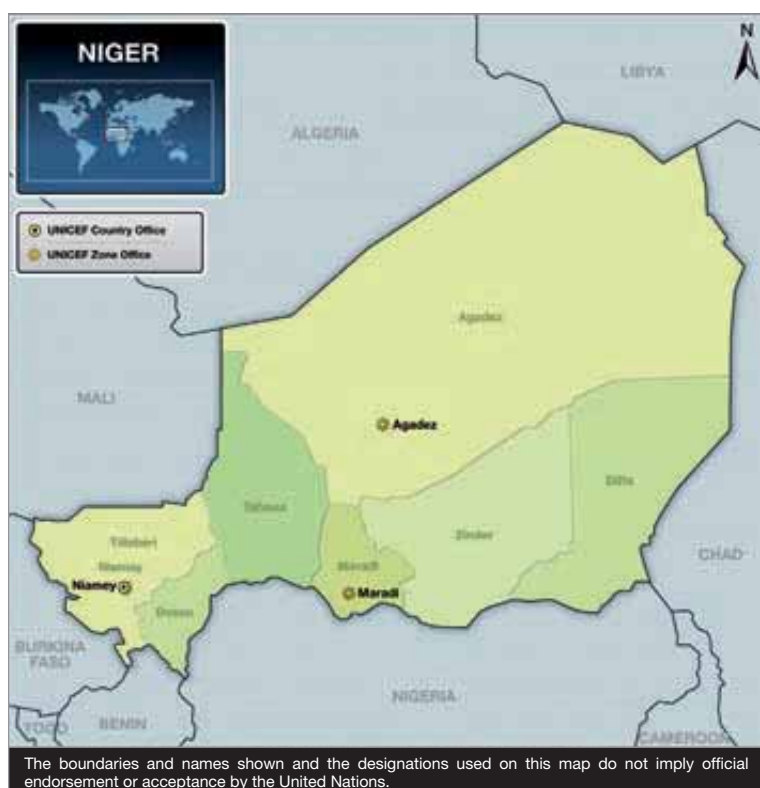 NIGER
N
LIBYA
ALGERIA
UNICEF Country Office
UNICEF Zone Office
Agadez
MALI
Agadez
Diffa
Tahoua
Zinder
Tillaberi
Maradi
Niamey
CHAD
Niamey
Maradi
Dosso
BURKINA
FASO
NIGERIA
TOGO
BENIN
CAMEROON
The boundaries and names shown and the designations used on this map do not imply official
endorsement or acceptance by the United Nations.